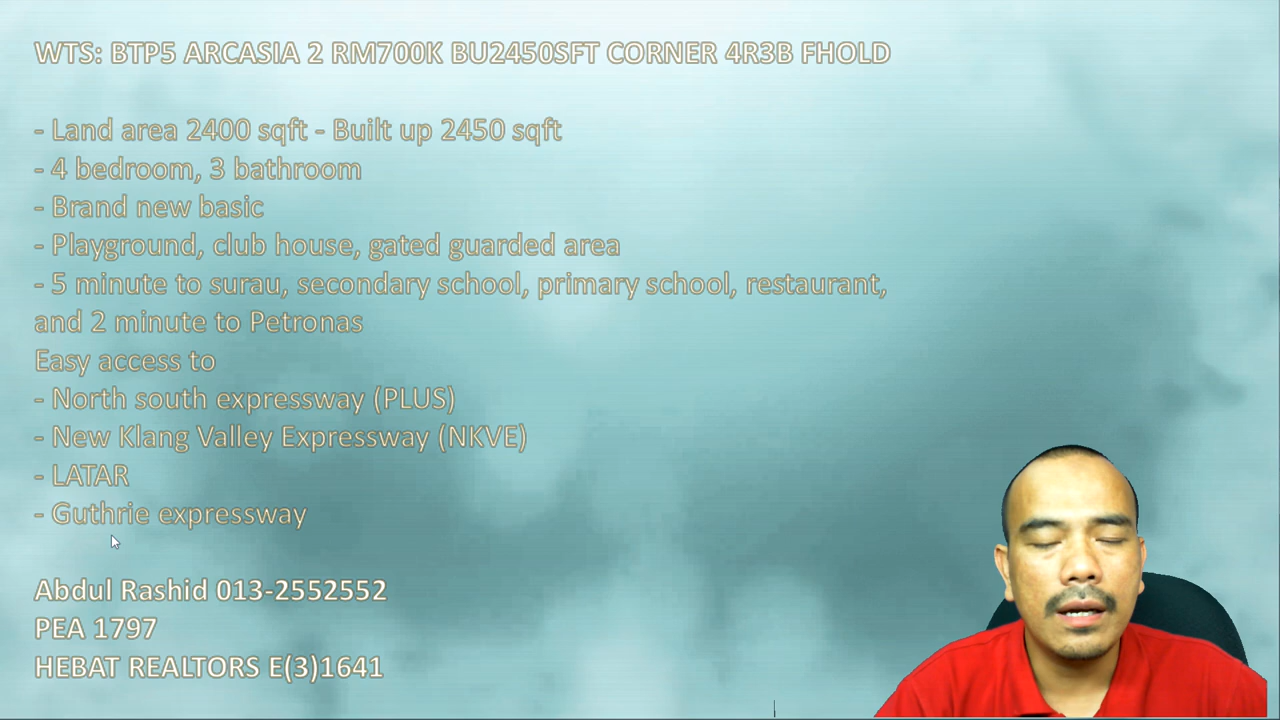 WTS: BTP5 ARCASIA 2 RM700K BU2450SFT CORNER 4R3B FHOLD
- Land area 2400 sqft - Built up 2450 sqft
- 4 bedroom, 3 bathroom
- Brand new basic
- Playground, club house, gated guarded area
- 5 minute to surau, secondary school, primary school, restaurant,
and 2 minute to Petronas
Easy access to
- North south expressway (PLUS)
- New Klang Valley Expressway (NKVE)
- LATAR
- Guthrie expressway
Abdul Rashid 013-2552552
PEA 1797
HEBAT REALTORS E(3)1641